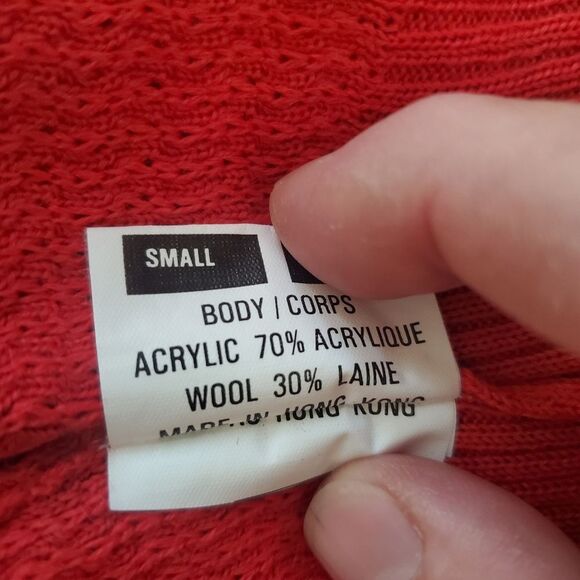 SMALL
BODY / CORPS
ACRYLIC 70% ACRYLIQUE
WOOL 30% LAINE
MADE IN HONG KONG